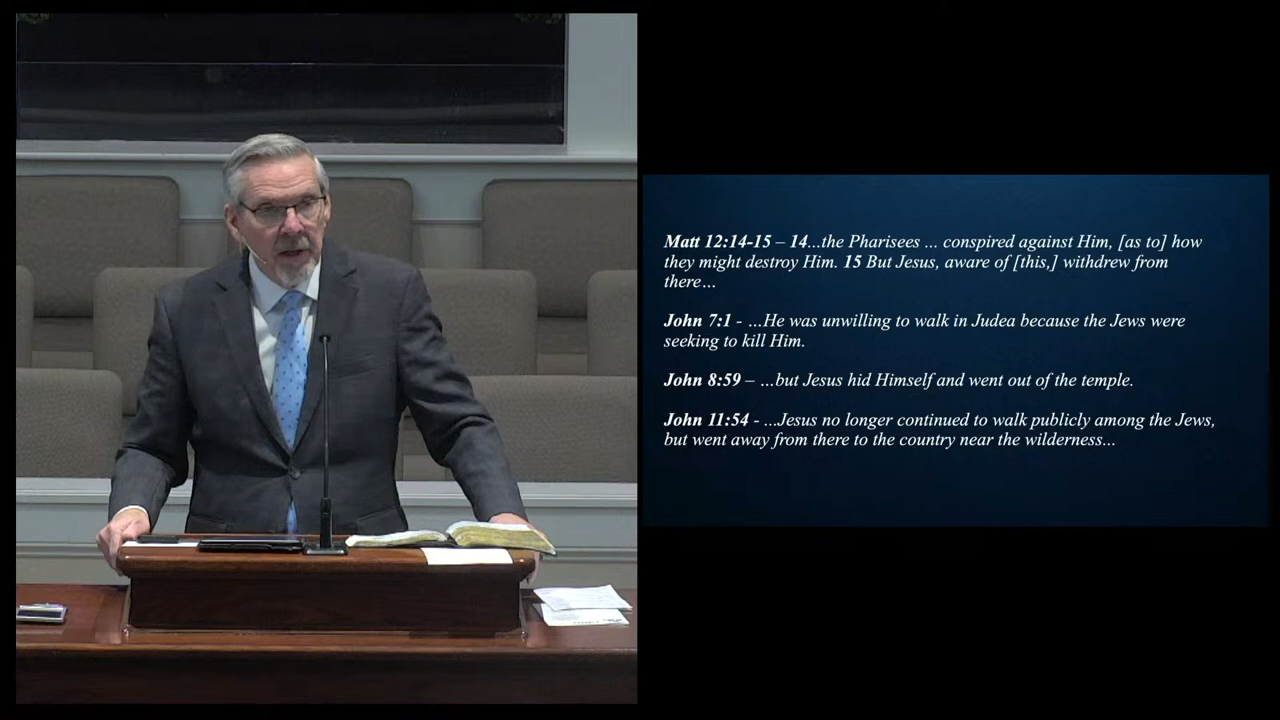 Matt 12:14-15 – 14...the Pharisees ... conspired against Him, [as to] how
they might destroy Him. 15 But Jesus, aware of [this,] withdrew from
there...
John 7:1 - ...He was unwilling to walk in Judea because the Jews were
seeking to kill Him.
John 8:59 – ...but Jesus hid Himself and went out of the temple.
John 11:54 - ...Jesus no longer continued to walk publicly among the Jews,
but went away from there to the country near the wilderness...